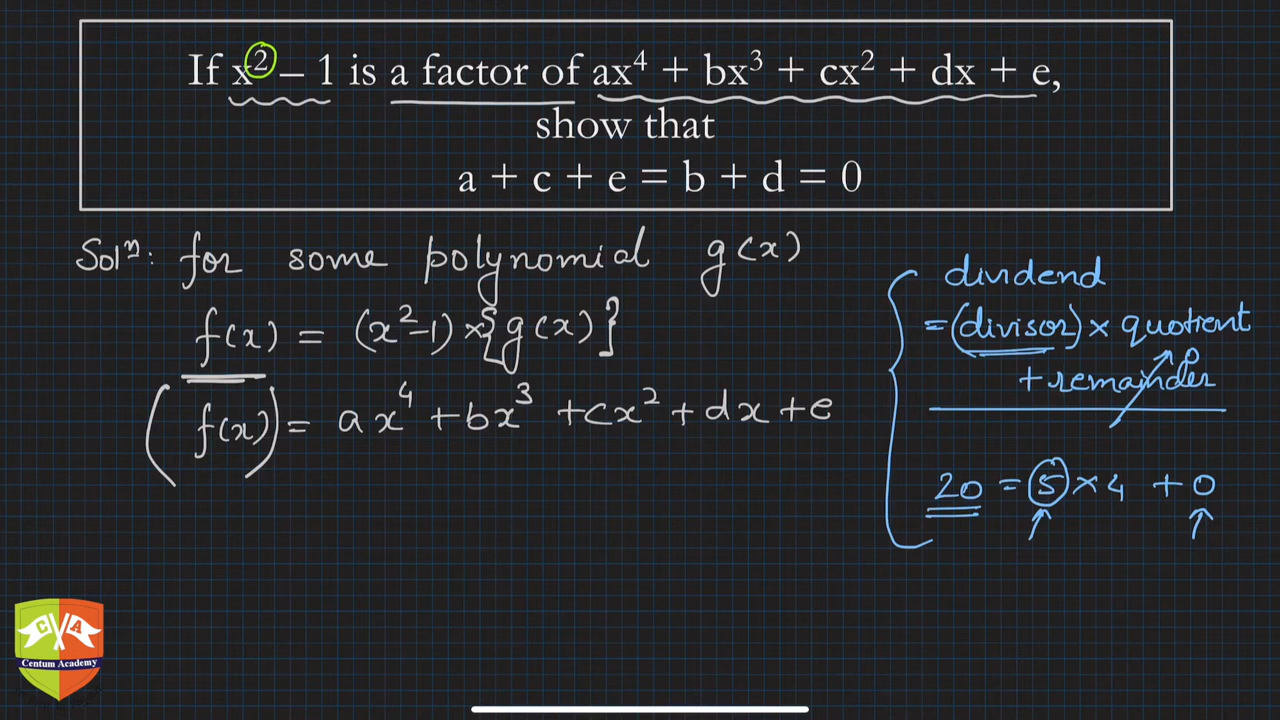 If x² – 1 is a factor of ax⁴ + bx³ + cx² + dx + e,
show that
a + c + e = b + d = 0
Solⁿ: for some polynomial g(x)
f(x) = (x²-1) × {g(x)}
(f(x)) = ax⁴ + bx³ + cx² + dx + e
dividend
= (divisor) × quotient
+ remainder 0
20 = 5 × 4 + 0
C A
Centum Academy